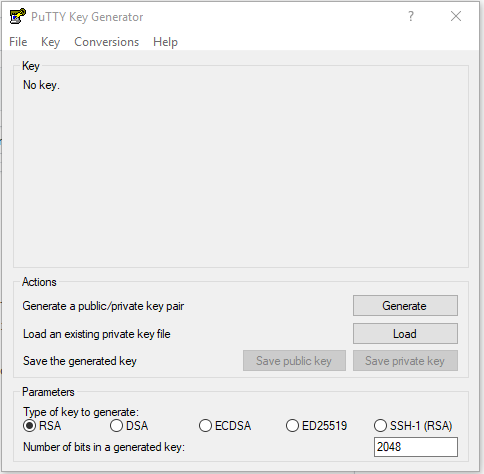 PuTTY Key Generator ?
File Key Conversions Help
Key
No key.
Actions
Generate a public/private key pair Generate
Load an existing private key file Load
Save the generated key Save public key Save private key
Parameters
Type of key to generate:
RSA DSA ECDSA ED25519 SSH-1 (RSA)
Number of bits in a generated key: 2048